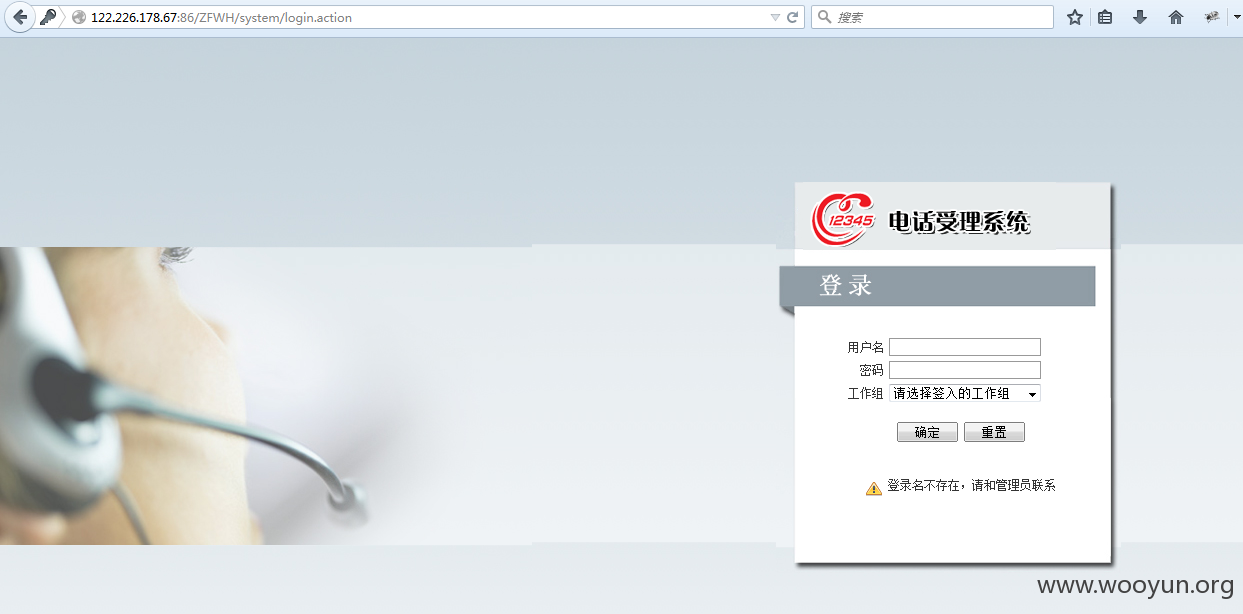 122.226.178.67:86/ZFWH/system/login.action
搜索
12345
电话受理系统
登录
用户名
密码
工作组 请选择签入的工作组
确定 重置
登录名不存在，请和管理员联系
www.wooyun.org